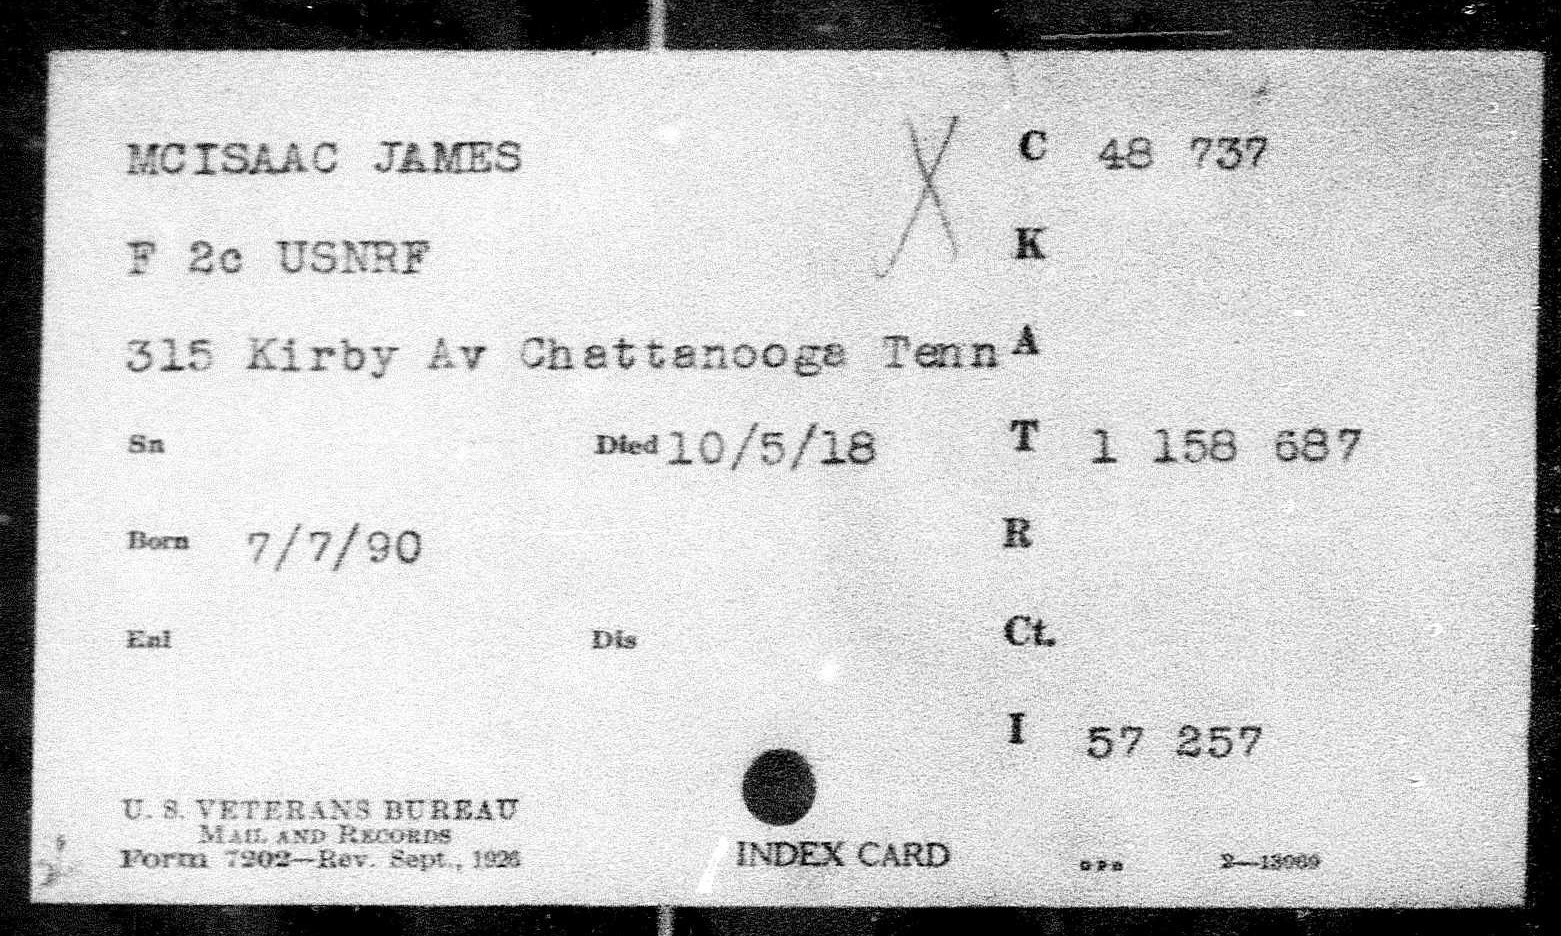 MCISAAC JAMES C 48 737
F 2c USNRF K
315 Kirby Av Chattanooga Tenn A
Sn Died 10/5/18 T 1 158 687
Born 7/7/90 R
Enl Dis Ct.
I 57 257
U. S. VETERANS BUREAU
MAIL AND RECORDS
Form 7202—Rev. Sept., 1926
INDEX CARD GPO